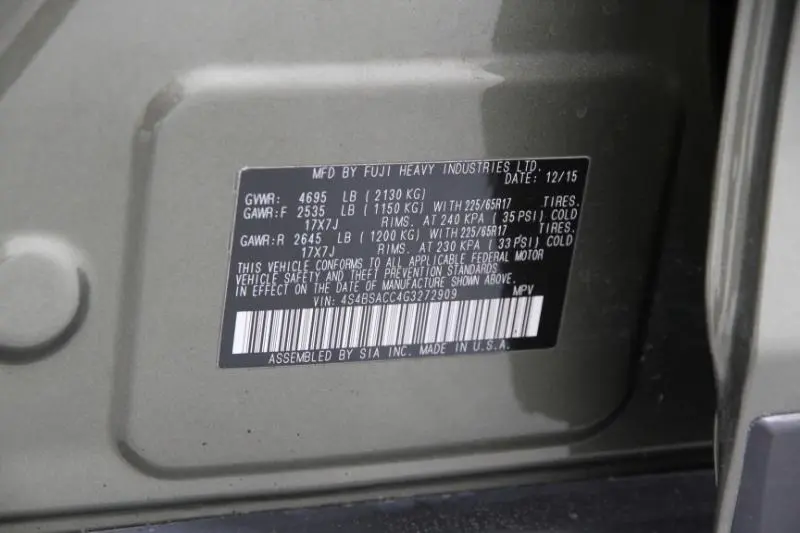 MFD BY FUJI HEAVY INDUSTRIES LTD.
DATE: 12/15
GVWR: 4695 LB (2130 KG)
GAWR:F 2535 LB (1150 KG) WITH 225/65R17 TIRES.
17X7J RIMS. AT 240 KPA (35 PSI) COLD
GAWR:R 2645 LB (1200 KG) WITH 225/65R17 TIRES.
17X7J RIMS. AT 230 KPA (33 PSI) COLD
THIS VEHICLE CONFORMS TO ALL APPLICABLE FEDERAL MOTOR
VEHICLE SAFETY AND THEFT PREVENTION STANDARDS
IN EFFECT ON THE DATE OF MANUFACTURE SHOWN ABOVE.
VIN: 4S4BSACC4G3272909 MPV
ASSEMBLED BY SIA INC. MADE IN U.S.A.